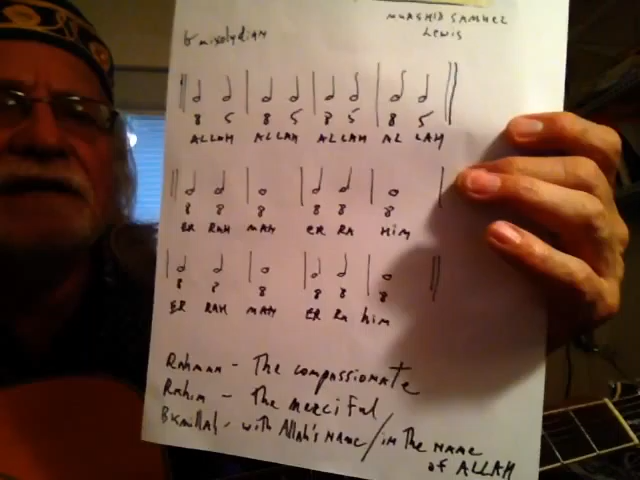 G mixolydian
MURSHID SAMUEL
LEWIS
8 5 8 5 8 5 8 5
ALLAH ALLAH ALLAH AL LAH
8 8 8 8 8 8
ER RAH MAH ER RA HIM
8 8 8 8 8 8
ER RAH MAH ER RA him
Rahman - The compassionate
Rahim - The merciful
Bismillah - with Allah's NAME/in The NAME
of ALLAH